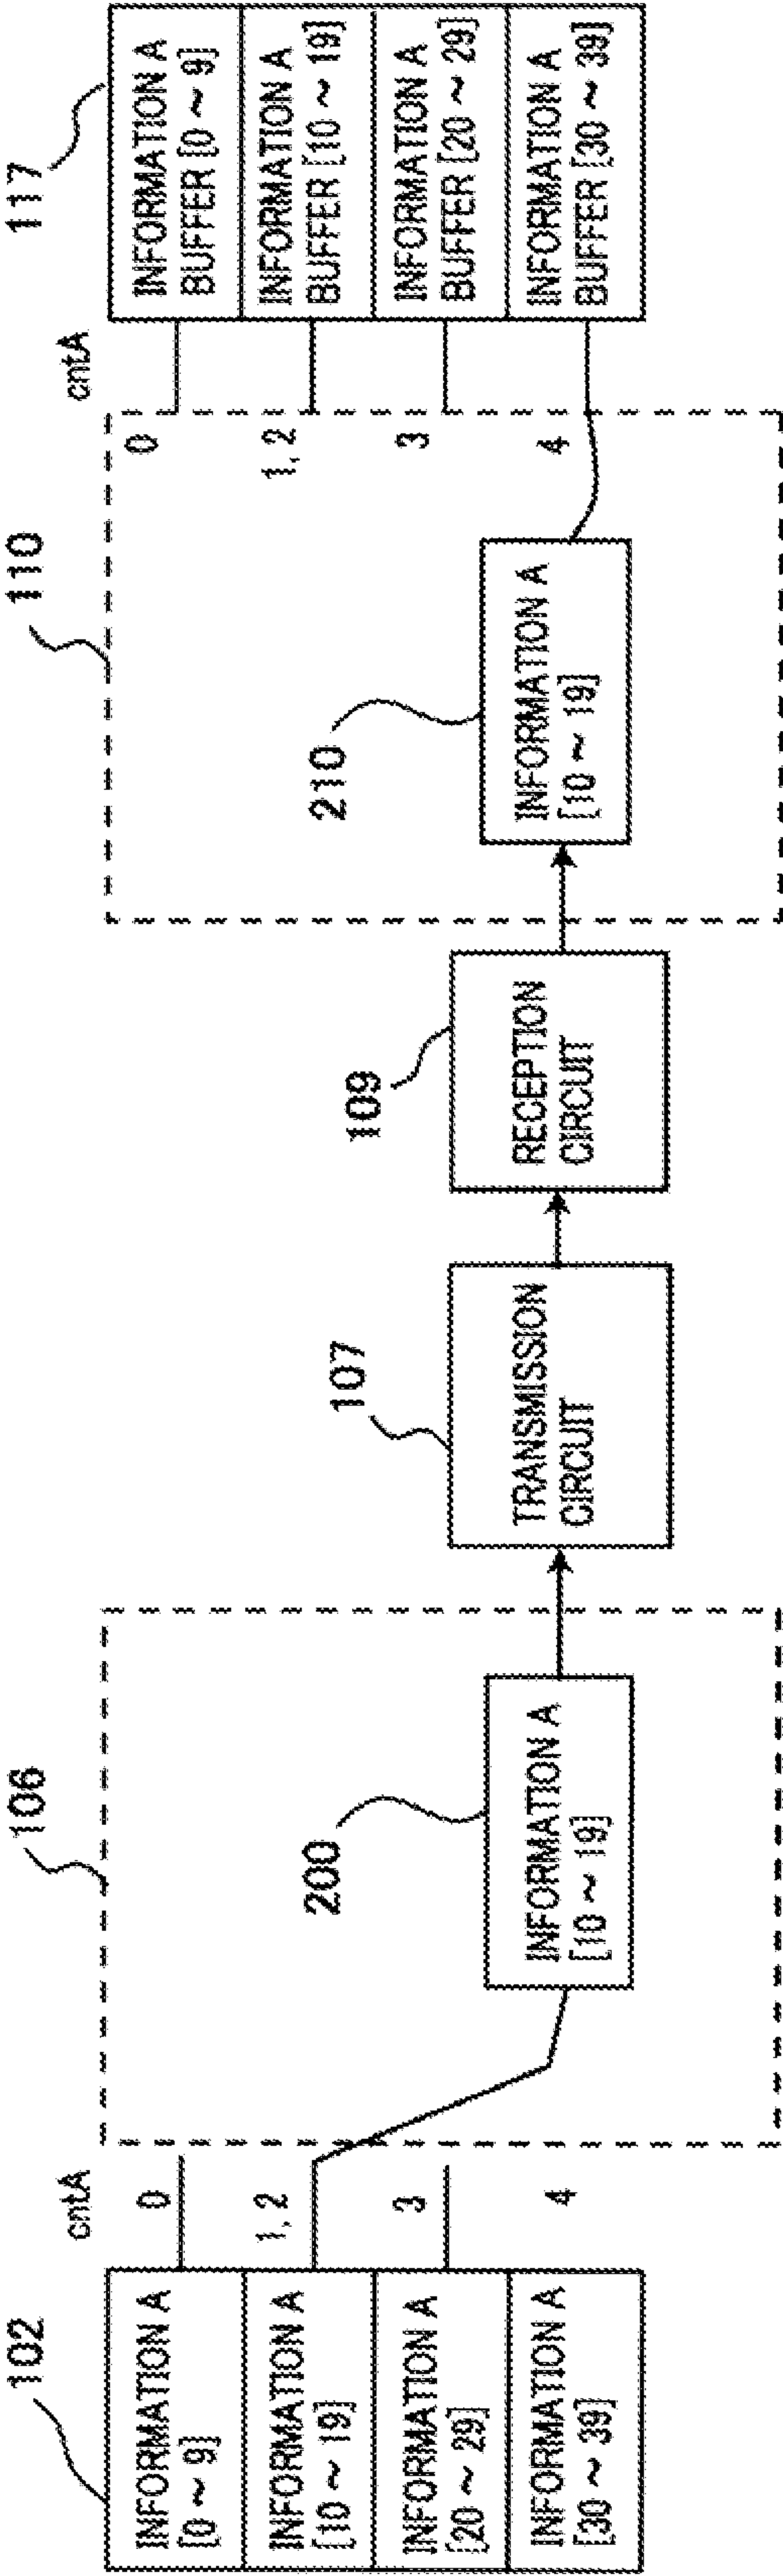 102
INFORMATION A
[0 ~ 9]
INFORMATION A
[10 ~ 19]
INFORMATION A
[20 ~ 29]
INFORMATION A
[30 ~ 39]
cntA
0
1, 2
3
4
106
200
INFORMATION A
[10 ~ 19]
107
TRANSMISSION
CIRCUIT
109
RECEPTION
CIRCUIT
110
210
INFORMATION A
[10 ~ 19]
cntA
0
1, 2
3
4
117
INFORMATION A
BUFFER [0 ~ 9]
INFORMATION A
BUFFER [10 ~ 19]
INFORMATION A
BUFFER [20 ~ 29]
INFORMATION A
BUFFER [30 ~ 39]